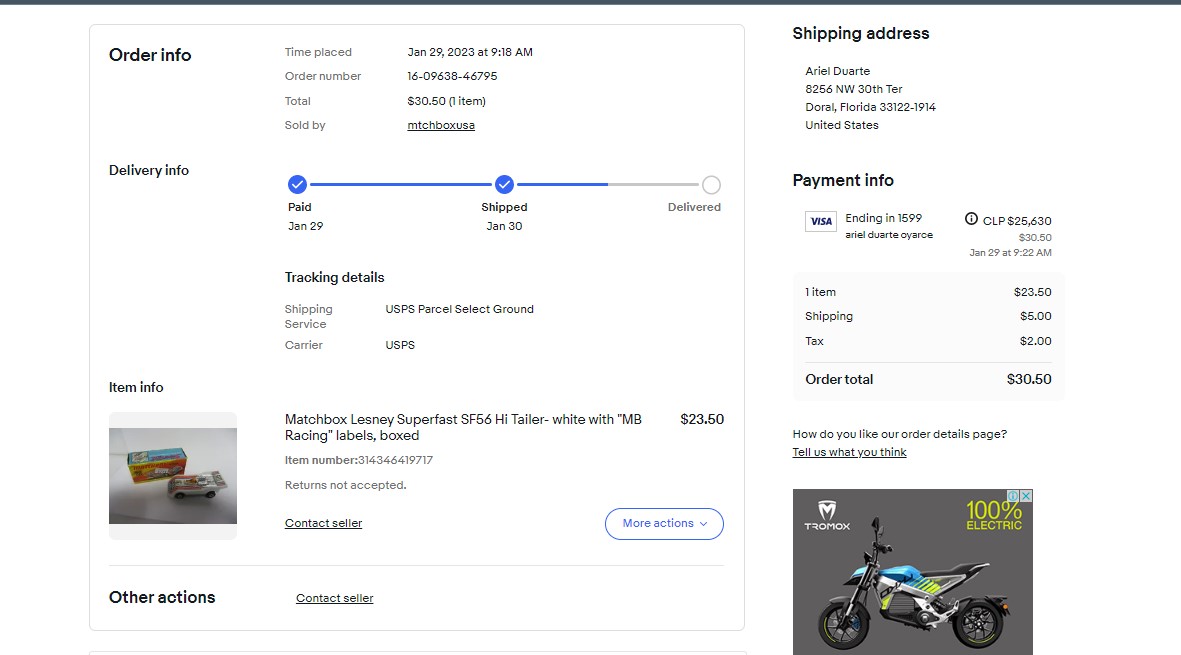 Order info
Time placed
Jan 29, 2023 at 9:18 AM
Order number
16-09638-46795
Total
$30.50 (1 item)
Sold by
mtchboxusa
Delivery info
Paid
Jan 29
Shipped
Jan 30
Delivered
Tracking details
Shipping
Service
USPS Parcel Select Ground
Carrier
USPS
Item info
Matchbox Lesney Superfast SF56 Hi Tailer- white with "MB
Racing" labels, boxed
$23.50
Item number:314346419717
Returns not accepted.
Contact seller
More actions
Other actions
Contact seller
Shipping address
Ariel Duarte
8256 NW 30th Ter
Doral, Florida 33122-1914
United States
Payment info
VISA
Ending in 1599
ariel duarte oyarce
CLP $25,630
$30.50
Jan 29 at 9:22 AM
1 item
$23.50
Shipping
$5.00
Tax
$2.00
Order total
$30.50
How do you like our order details page?
Tell us what you think
TROMOX
100%
ELECTRIC